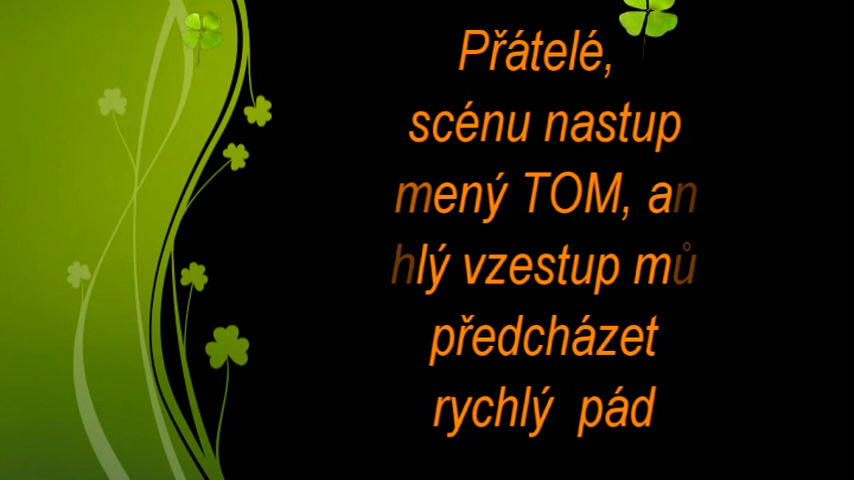 Přátelé,
scénu nastup
mený TOM, an
hlý vzestup mů
předcházet
rychlý pád